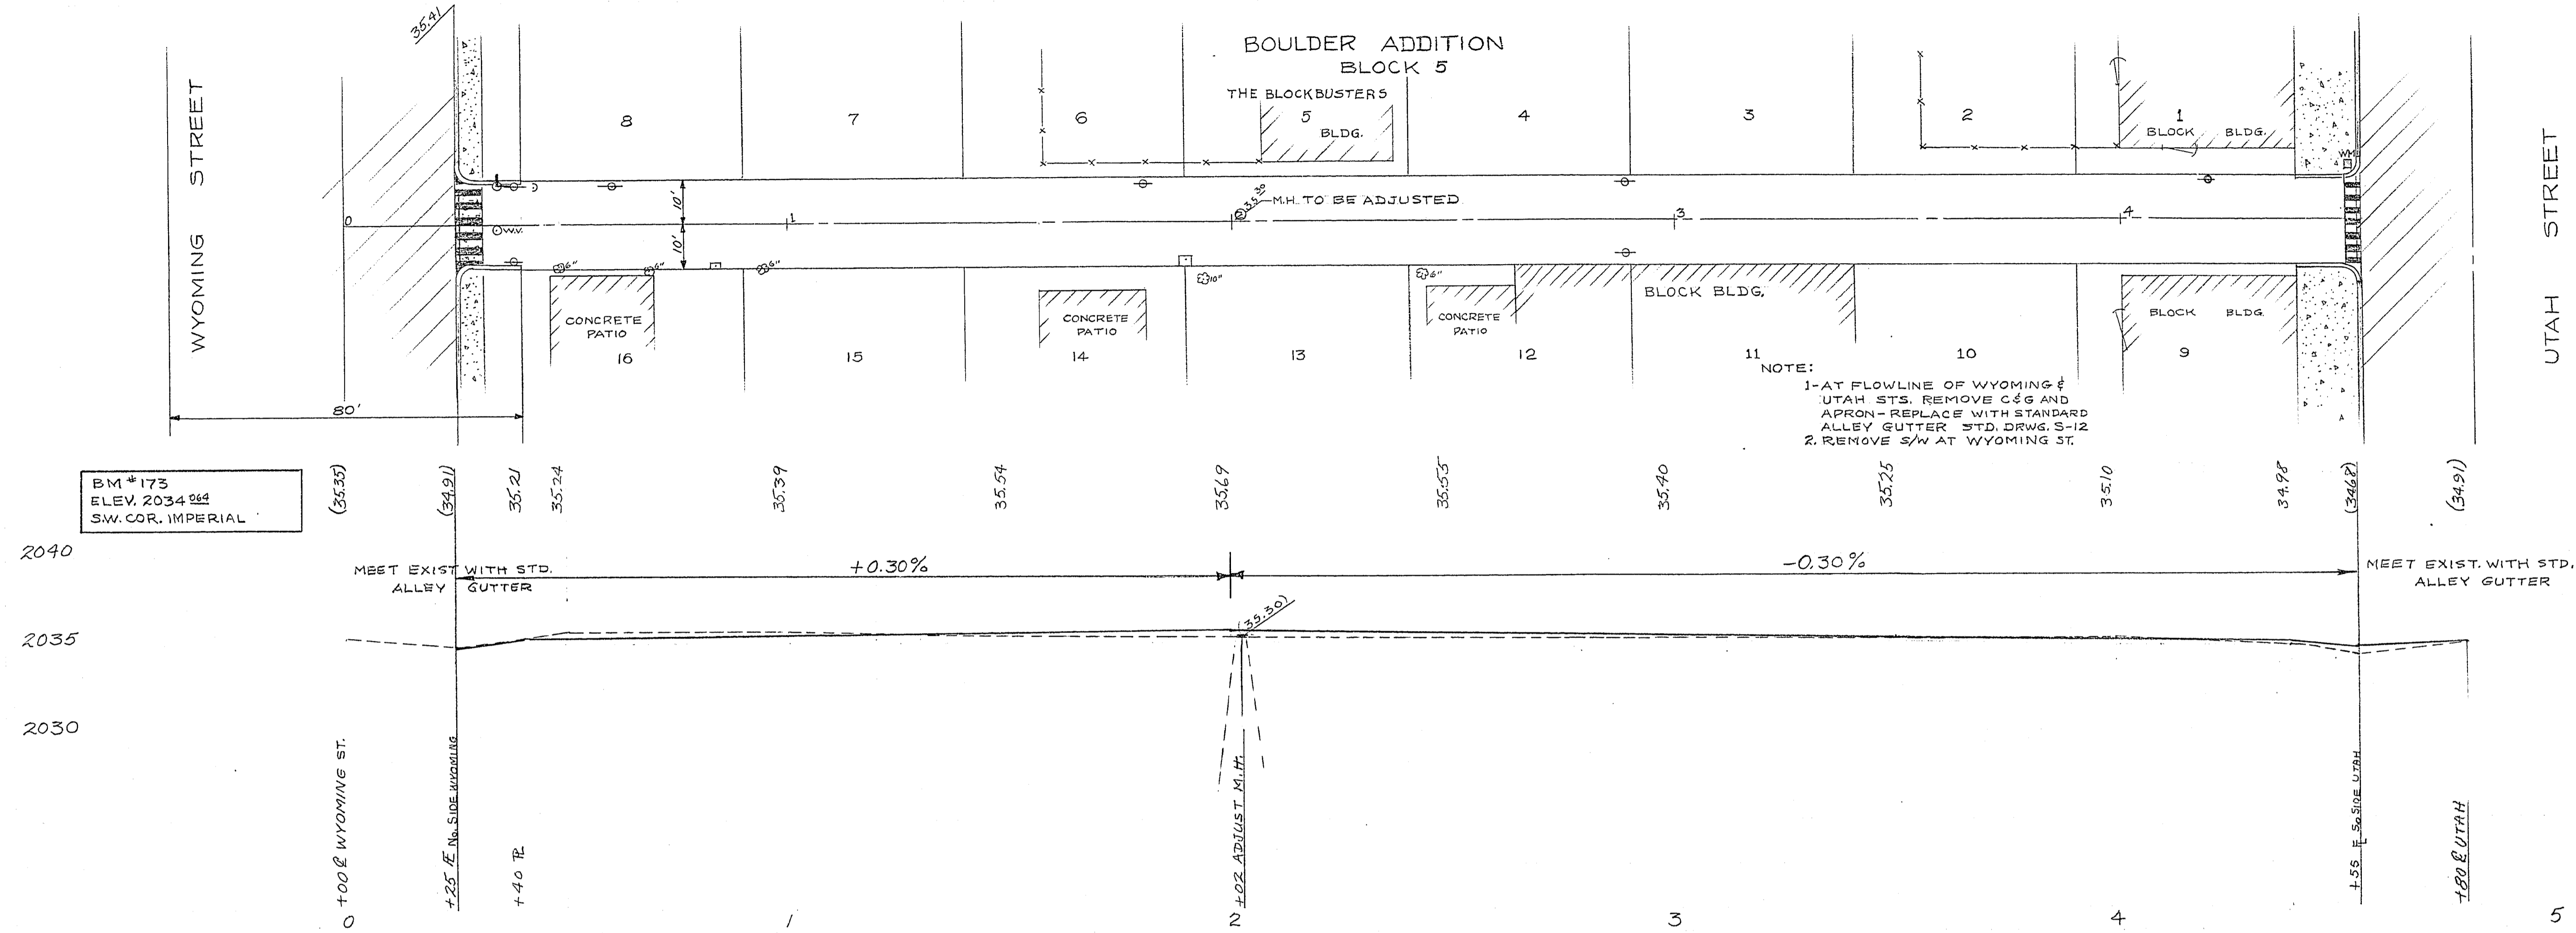 35.41
BOULDER ADDITION
BLOCK 5
THE BLOCKBUSTERS
WYOMING STREET
8
7
6
5
BLDG.
4
3
2
1
BLOCK BLDG.
WM
UTAH STREET
0
W.V.
10'
10'
1
35.30
M.H. TO BE ADJUSTED
3
4
6"
6"
6"
10"
6"
CONCRETE
PATIO
16
15
CONCRETE
PATIO
14
13
CONCRETE
PATIO
12
BLOCK BLDG.
11
10
BLOCK BLDG.
9
80'
NOTE:
1-AT FLOWLINE OF WYOMING &
UTAH STS. REMOVE C&G AND
APRON-REPLACE WITH STANDARD
ALLEY GUTTER STD. DRWG. S-12
2. REMOVE S/W AT WYOMING ST.
BM #173
ELEV. 2034 064
S.W. COR. IMPERIAL
(35.35)
(34.91)
35.21
35.24
35.39
35.54
35.69
35.55
35.40
35.25
35.10
34.98
(34.68)
(34.91)
2040
MEET EXIST WITH STD.
ALLEY GUTTER
+0.30%
-0.30%
MEET EXIST. WITH STD.
ALLEY GUTTER
(35.30)
2035
2030
+00 ℄ WYOMING ST.
+25 No. SIDE WYOMING
+40 PL
+02 ADJUST M.H.
+55 So SIDE UTAH
+80 ℄ UTAH
0
1
2
3
4
5